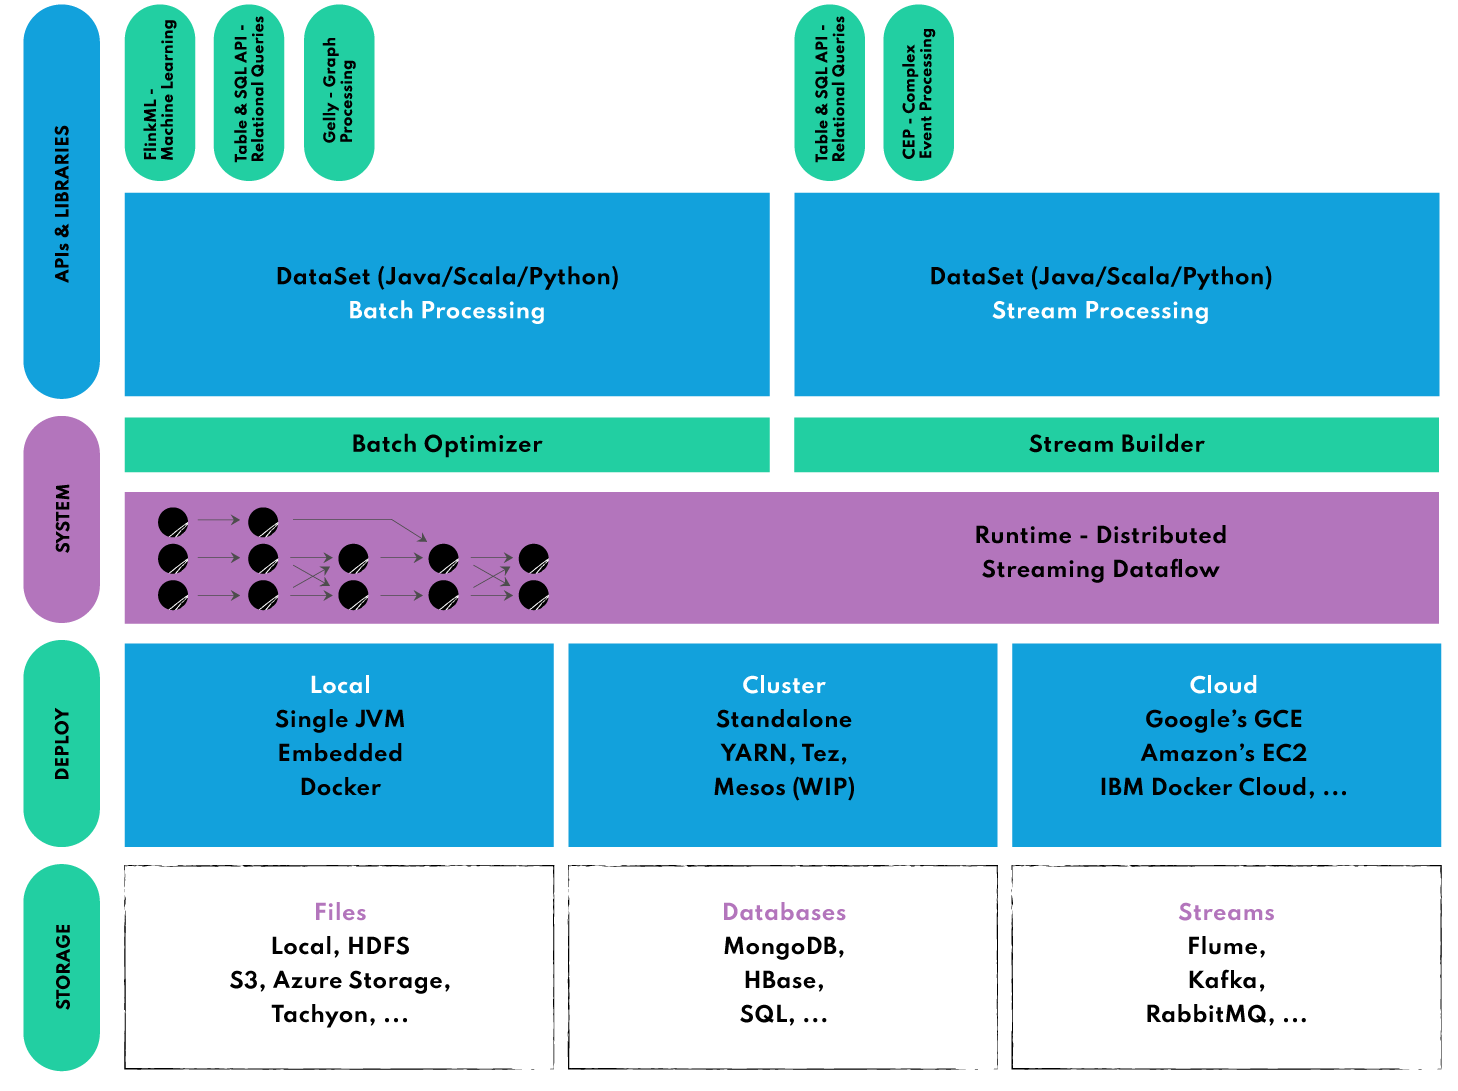 APIs & LIBRARIES
FlinkML -
Machine Learning
Table & SQL API -
Relational Queries
Gelly - Graph
Processing
Table & SQL API -
Relational Queries
CEP - Complex
Event Processing
DataSet (Java/Scala/Python)
Batch Processing
DataSet (Java/Scala/Python)
Stream Processing
SYSTEM
Batch Optimizer
Stream Builder
Runtime - Distributed
Streaming Dataflow
DEPLOY
Local
Single JVM
Embedded
Docker
Cluster
Standalone
YARN, Tez,
Mesos (WIP)
Cloud
Google’s GCE
Amazon’s EC2
IBM Docker Cloud, ...
STORAGE
Files
Local, HDFS
S3, Azure Storage,
Tachyon, ...
Databases
MongoDB,
HBase,
SQL, ...
Streams
Flume,
Kafka,
RabbitMQ, ...